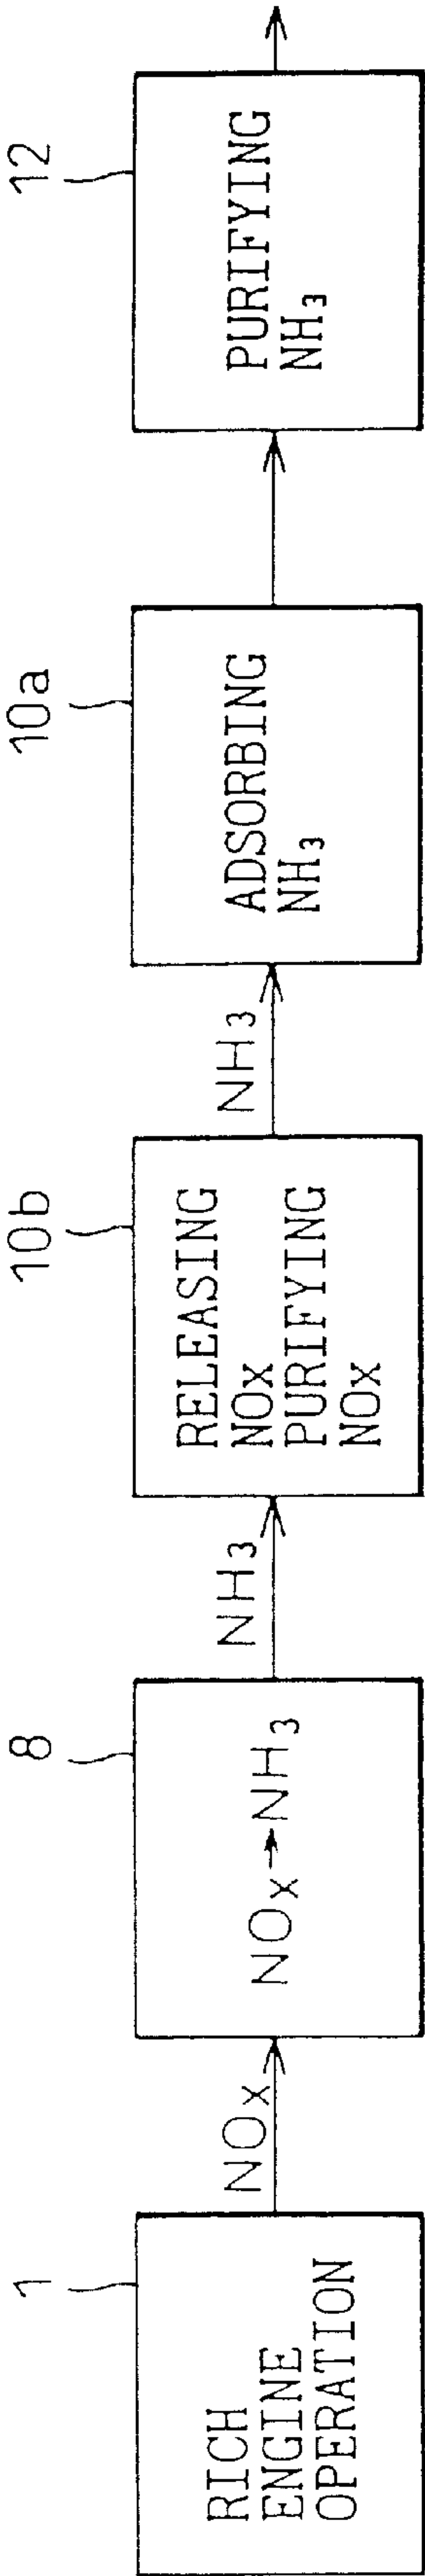 1
RICH
ENGINE
OPERATION
NOx
8
NOx→NH₃
NH₃
10b
RELEASING
NOx
PURIFYING
NOx
NH₃
10a
ADSORBING
NH₃
12
PURIFYING
NH₃